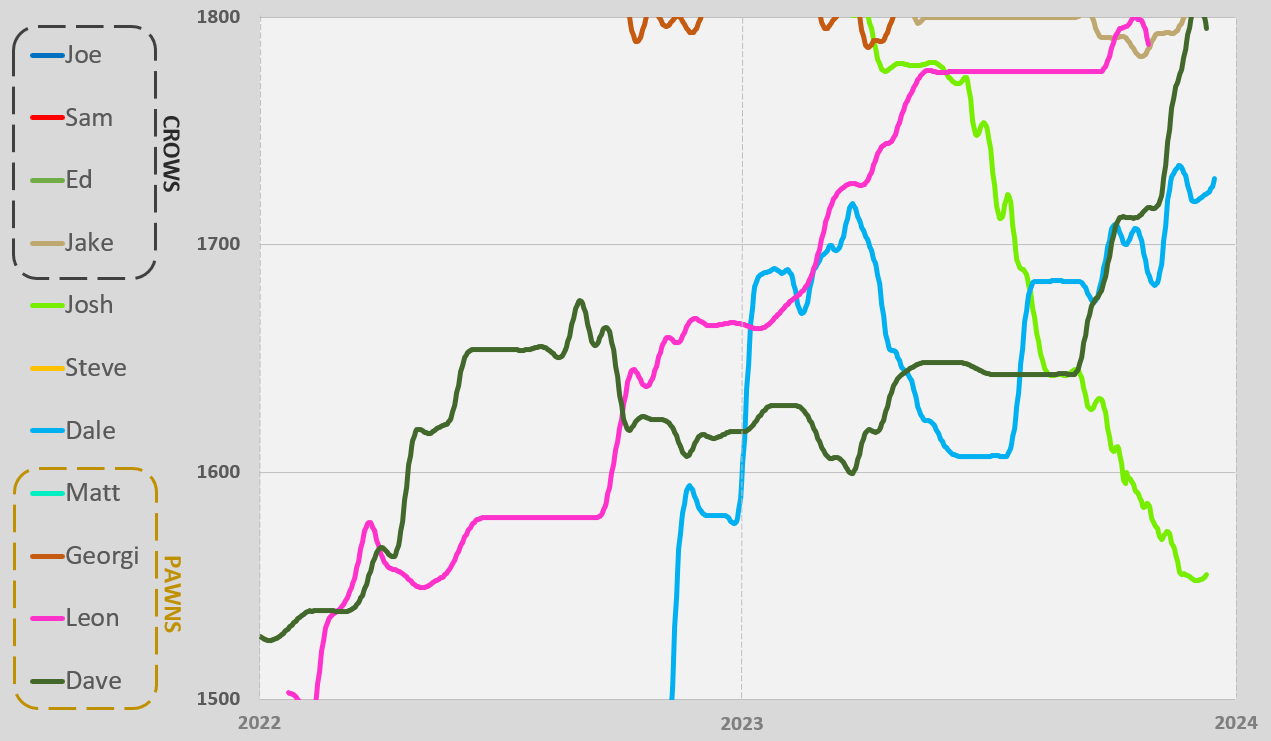 Joe
Sam
Ed
Jake
CROWS
Josh
Steve
Dale
Matt
Georgi
Leon
Dave
PAWNS
1800
1700
1600
1500
2022
2023
2024